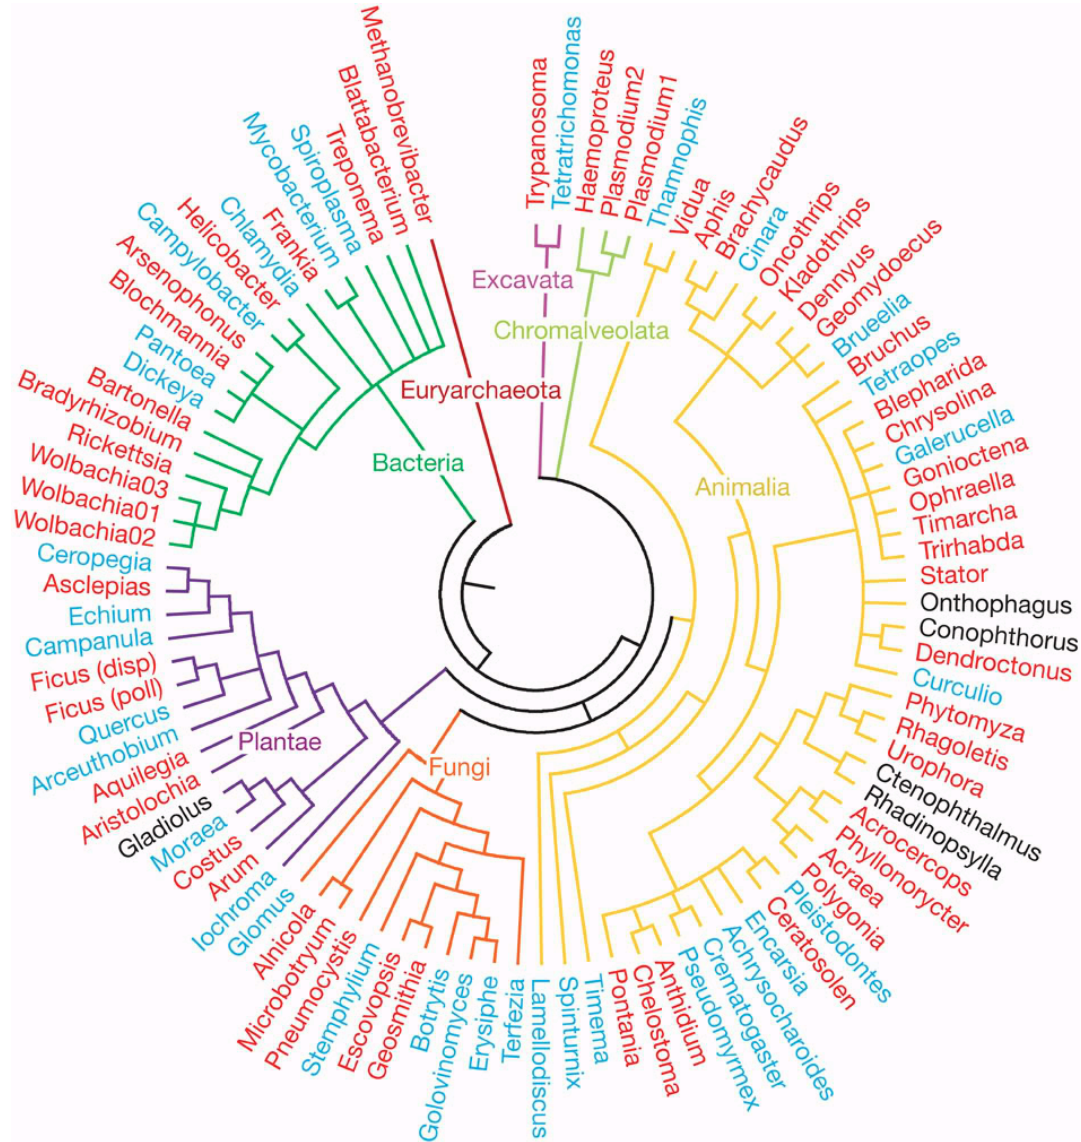 Methanobrevibacter
Blattabacterium
Treponema
Spiroplasma
Mycobacterium
Frankia
Chlamydia
Helicobacter
Campylobacter
Arsenophonus
Blochmannia
Pantoea
Dickeya
Bartonella
Bradyrhizobium
Rickettsia
Wolbachia03
Wolbachia01
Wolbachia02
Ceropegia
Asclepias
Echium
Campanula
Ficus (disp)
Ficus (poll)
Quercus
Arceuthobium
Aquilegia
Aristolochia
Gladiolus
Moraea
Costus
Arum
Iochroma
Glomus
Alnicola
Microbotryum
Pneumocystis
Stemphylium
Escovopsis
Geosmithia
Botrytis
Golovinomyces
Erysiphe
Terfezia
Lamellodiscus
Spinturnix
Timema
Pontania
Chelostoma
Anthidium
Pseudomyrmex
Crematogaster
Achrysocharoides
Encarsia
Ceratosolen
Pleistodontes
Polygonia
Acraea
Phyllonorycter
Acrocercops
Rhadinopsylla
Ctenophthalmus
Urophora
Rhagoletis
Phytomyza
Curculio
Dendroctonus
Conophthorus
Onthophagus
Stator
Trirhabda
Timarcha
Ophraella
Gonioctena
Galerucella
Chrysolina
Blepharida
Tetraopes
Bruchus
Brueelia
Geomydoecus
Dennyus
Kladothrips
Oncothrips
Cinara
Brachycaudus
Aphis
Vidua
Thamnophis
Plasmodium1
Plasmodium2
Haemoproteus
Tetratrichomonas
Trypanosoma
Excavata
Chromalveolata
Euryarchaeota
Bacteria
Animalia
Plantae
Fungi